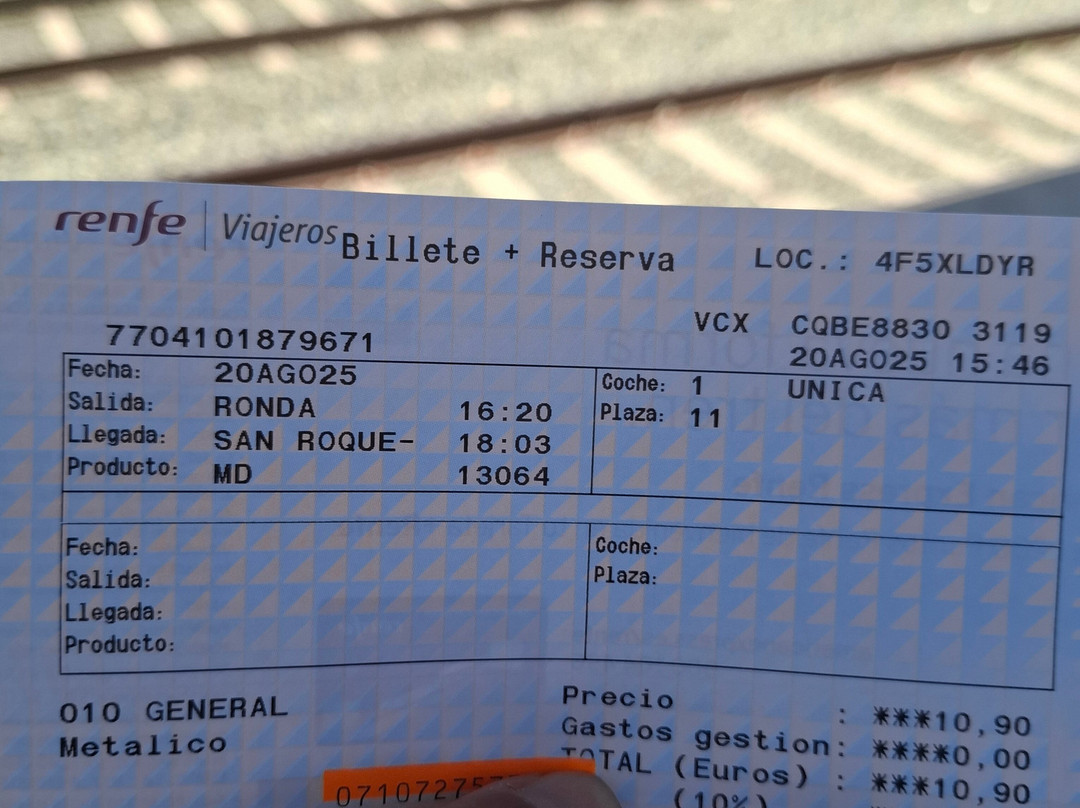 renfe Viajeros Billete + Reserva LOC.: 4F5XLDYR
7704101879671 VCX CQBE8830 3119
20AGO25 15:46
Fecha: 20AGO25 Coche: 1 UNICA
Salida: RONDA 16:20 Plaza: 11
Llegada: SAN ROQUE- 18:03
Producto: MD 13064
Fecha: Coche:
Salida: Plaza:
Llegada:
Producto:
010 GENERAL Precio : ***10,90
Metalico Gastos gestion: ****0,00
TOTAL (Euros) : ***10,90
(10%)